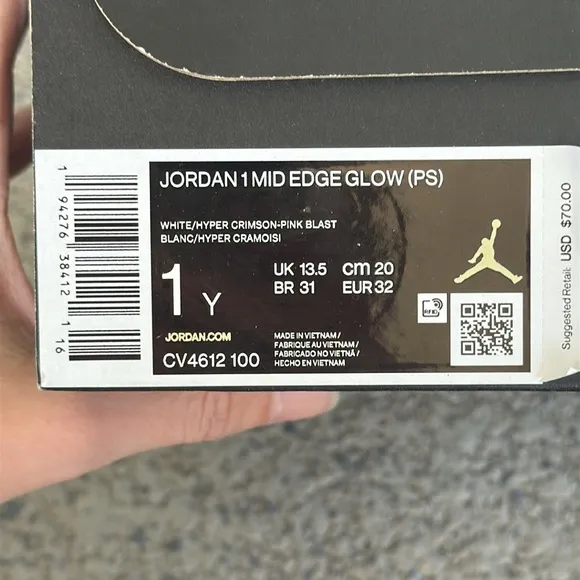 JORDAN 1 MID EDGE GLOW (PS)
WHITE/HYPER CRIMSON-PINK BLAST
BLANC/HYPER CRAMOISI
1 Y
UK 13.5 cm 20
BR 31 EUR 32
JORDAN.COM
CV4612 100
MADE IN VIETNAM /
FABRIQUE AU VIETNAM /
FABRICADO NO VIETNÃ /
HECHO EN VIETNAM
RFID
1 94276 38412 1 16
Suggested Retail: USD $70.00